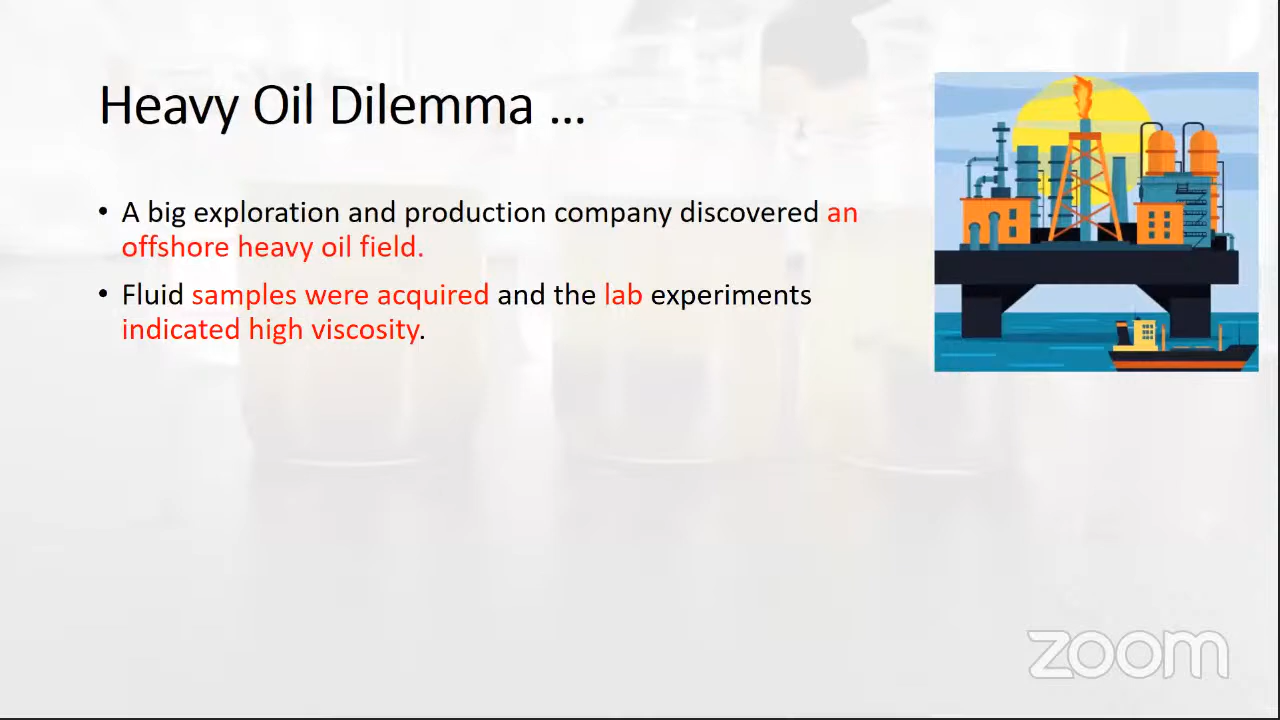 Heavy Oil Dilemma ...
• A big exploration and production company discovered an
offshore heavy oil field.
• Fluid samples were acquired and the lab experiments
indicated high viscosity.
zoom